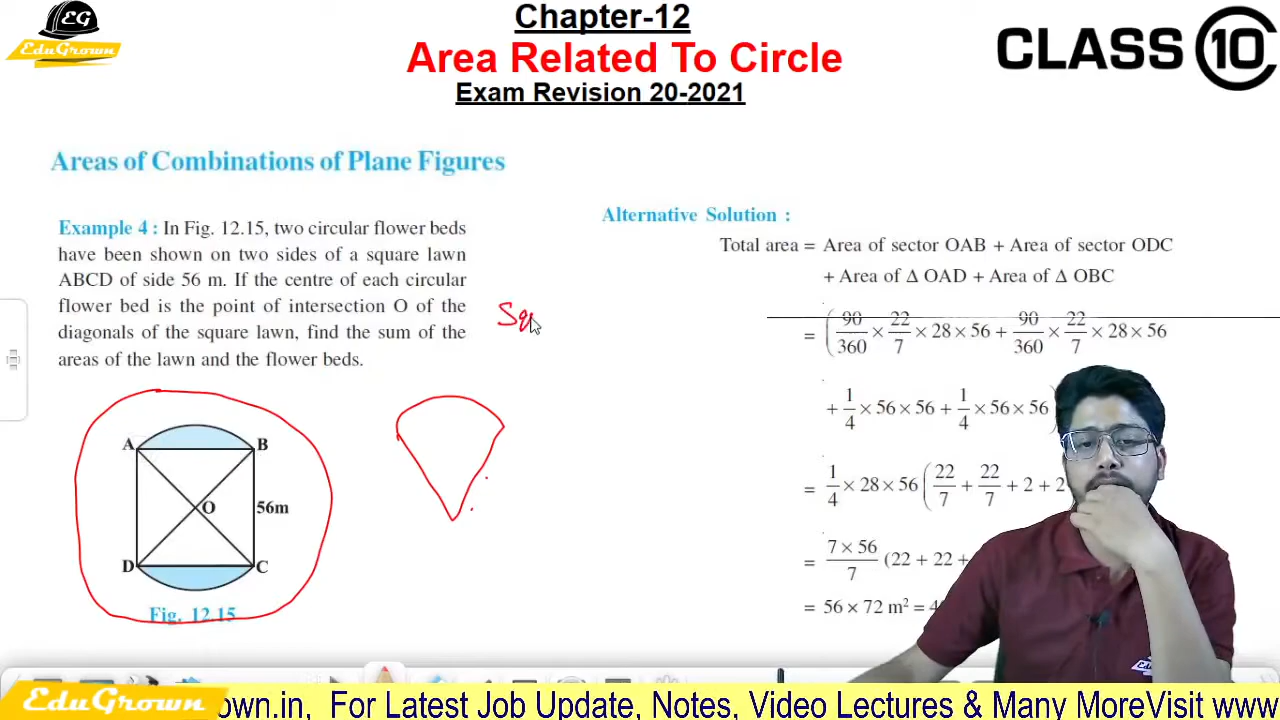 EG
EduGrown
Chapter-12
Area Related To Circle
Exam Revision 20-2021
CLASS 10
Areas of Combinations of Plane Figures
Example 4 : In Fig. 12.15, two circular flower beds
have been shown on two sides of a square lawn
ABCD of side 56 m. If the centre of each circular
flower bed is the point of intersection O of the
diagonals of the square lawn, find the sum of the
areas of the lawn and the flower beds.
Sq
A B
O 56m
D C
Fig. 12.15
Alternative Solution :
Total area = Area of sector OAB + Area of sector ODC
+ Area of Δ OAD + Area of Δ OBC
= (90/360 × 22/7 × 28 × 56 + 90/360 × 22/7 × 28 × 56
+ 1/4 × 56 × 56 + 1/4 × 56 × 56
= 1/4 × 28 × 56 (22/7 + 22/7 + 2 + 2
= 7 × 56/7 (22 + 22 +
= 56 × 72 m² = 4
EduGrown
own.in, For Latest Job Update, Notes, Video Lectures & Many MoreVisit www